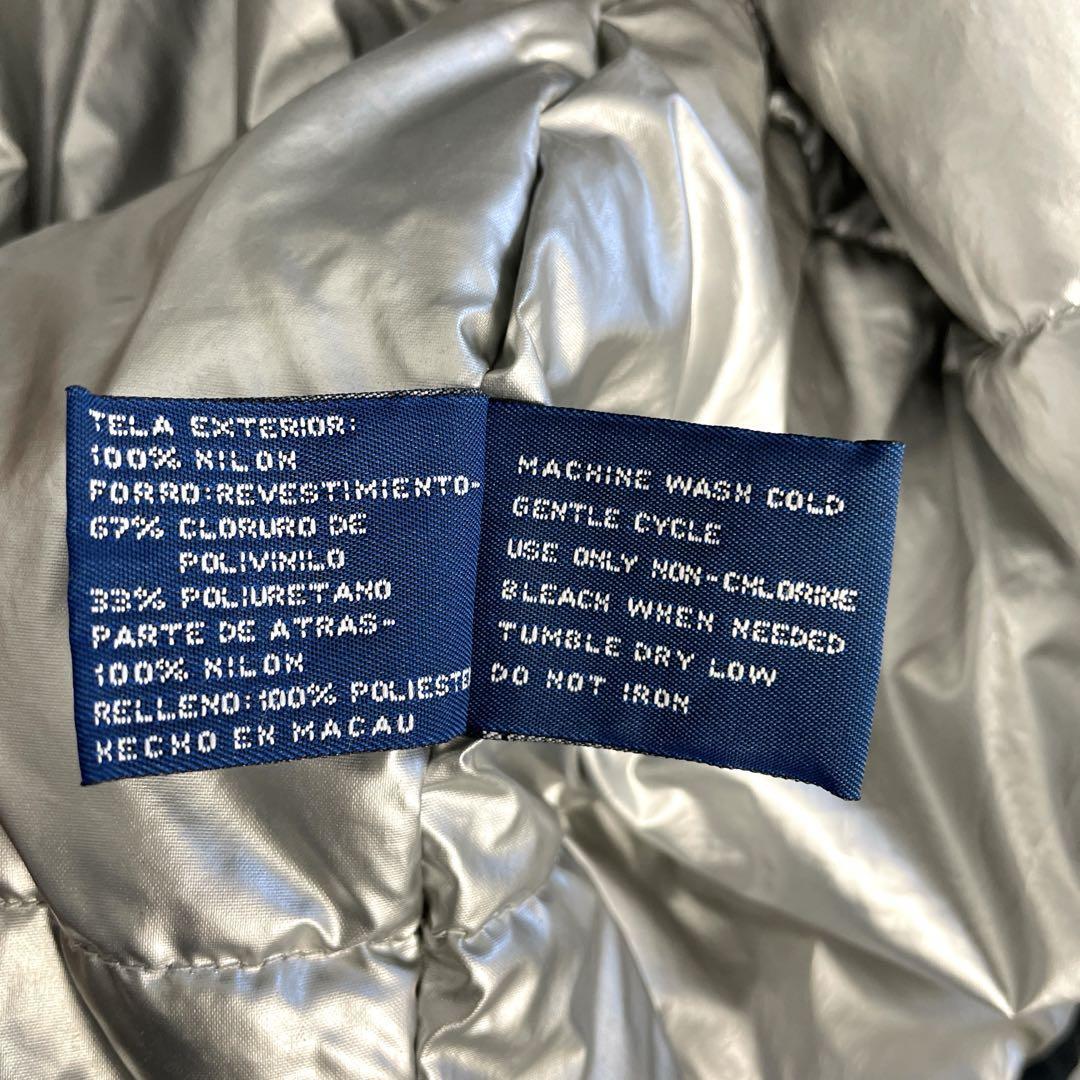 TELA EXTERIOR:
100% NILON
FORRO:REVESTIMIENTO-
67% CLORURO DE
POLIVINILO
33% POLIURETANO
PARTE DE ATRAS-
100% NILON
RELLENO:100% POLIESTE
HECHO EN MACAU
MACHINE WASH COLD
GENTLE CYCLE
USE ONLY NON-CHLORINE
BLEACH WHEN NEEDED
TUMBLE DRY LOW
DO NOT IRON